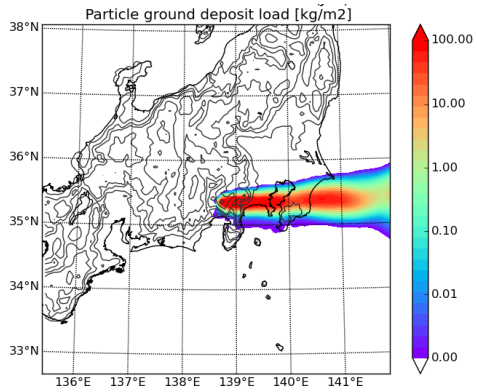 Particle ground deposit load [kg/m2]
38°N
37°N
36°N
35°N
34°N
33°N
136°E 137°E 138°E 139°E 140°E 141°E
100.00
10.00
1.00
0.10
0.01
0.00